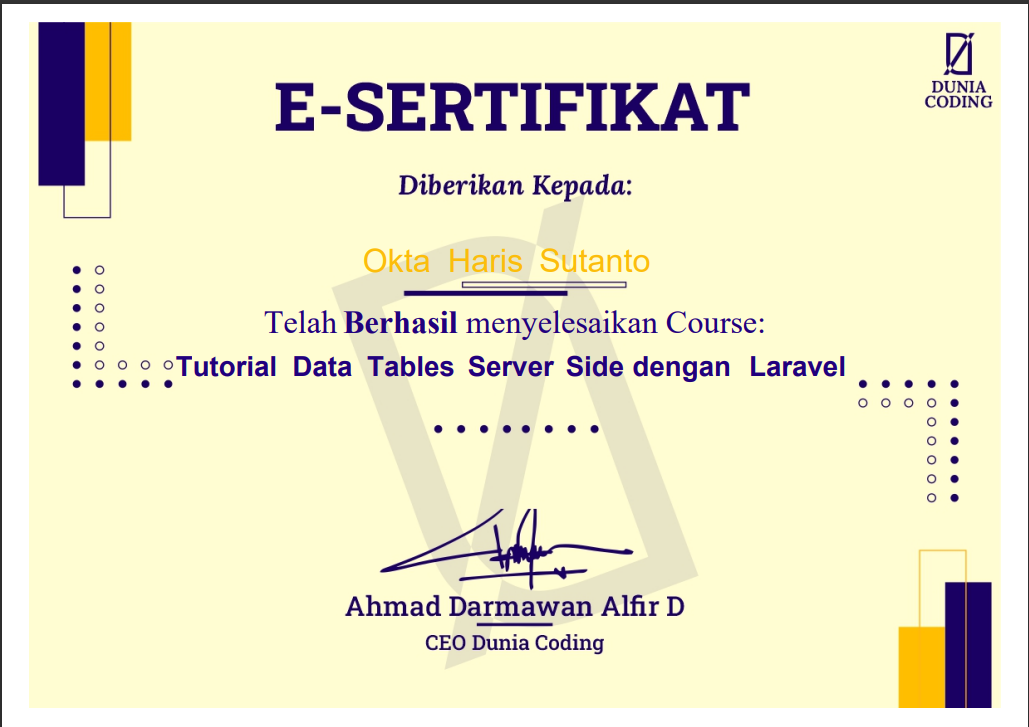 DUNIA
CODING
E-SERTIFIKAT
Diberikan Kepada:
Okta Haris Sutanto
Telah Berhasil menyelesaikan Course:
Tutorial Data Tables Server Side dengan Laravel
Ahmad Darmawan Alfir D
CEO Dunia Coding